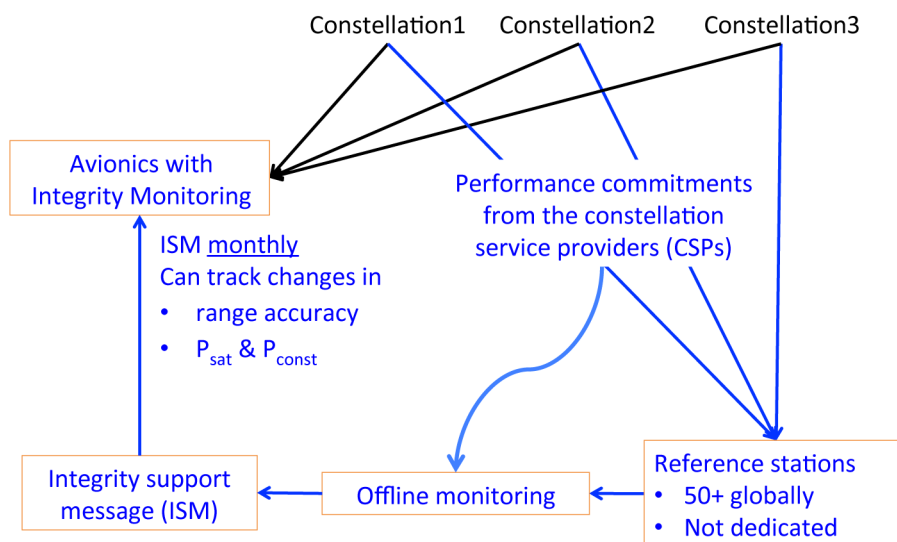 Constellation1
Constellation2
Constellation3
Avionics with
Integrity Monitoring
Performance commitments
from the constellation
service providers (CSPs)
ISM monthly
Can track changes in
• range accuracy
• Psat & Pconst
Integrity support
message (ISM)
Offline monitoring
Reference stations
• 50+ globally
• Not dedicated